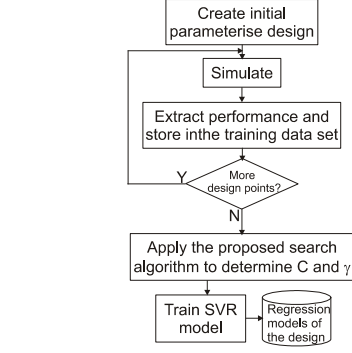 Create initial
parameterise design
Simulate
Extract performance and
store inthe training data set
More
design points?
Y
N
Apply the proposed search
algorithm to determine C and γ
Train SVR
model
Regression
models of
the design